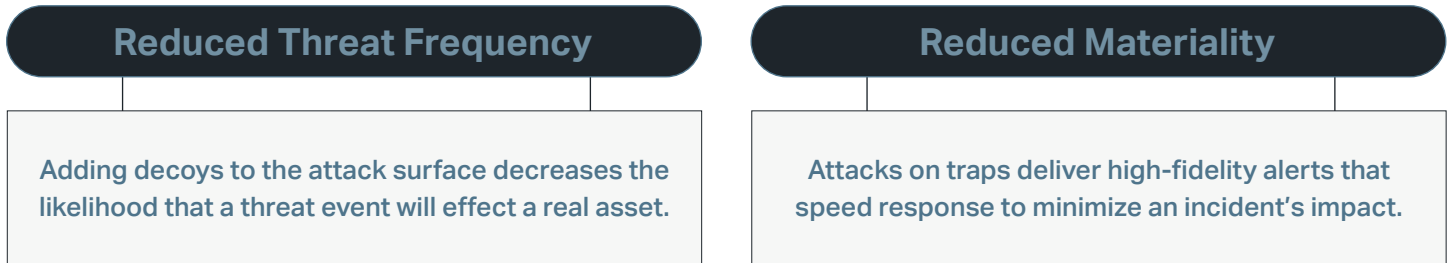 Reduced Threat Frequency
Adding decoys to the attack surface decreases the
likelihood that a threat event will effect a real asset.
Reduced Materiality
Attacks on traps deliver high-fidelity alerts that
speed response to minimize an incident’s impact.